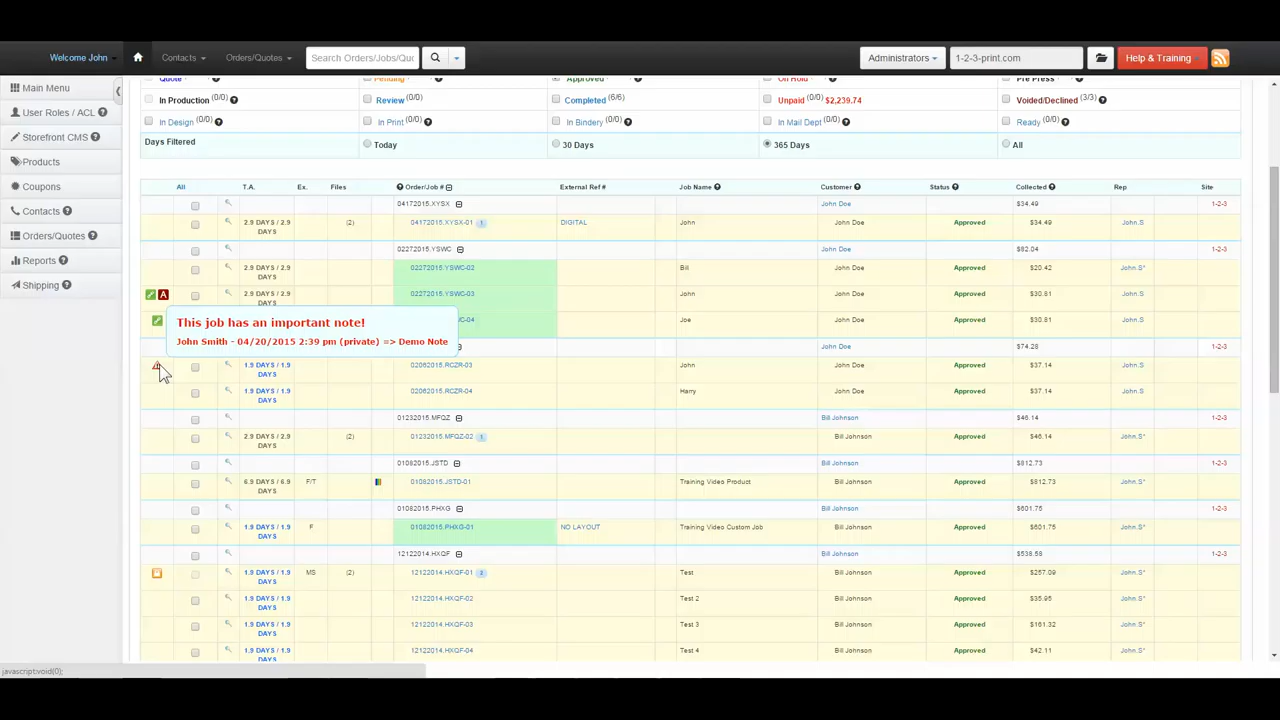 Welcome John Contacts Orders/Quotes Search Orders/Jobs/Quo Administrators 1-2-3-print.com Help & Training
Main Menu
User Roles / ACL
Storefront CMS
Products
Coupons
Contacts
Orders/Quotes
Reports
Shipping
Quote Pending Approved On Hold Pre Press
In Production (0/0) Review (0/0) Completed (6/6) Unpaid (0/0) $2,239.74 Voided/Declined (3/3)
In Design (0/0) In Print (0/0) In Bindery (0/0) In Mail Dept (0/0) Ready (0/0)
Days Filtered Today 30 Days 365 Days All
All T.A. Ex. Files Order/Job # External Ref # Job Name Customer Status Collected Rep Site
04172015.XYSX John Doe $34.49 1-2-3
2.9 DAYS / 2.9 DAYS (2) 04172015.XYSX-01 1 DIGITAL John John Doe Approved $34.49 John.S
02272015.YSWC John Doe $82.04 1-2-3
2.9 DAYS / 2.9 DAYS 02272015.YSWC-02 Bill John Doe Approved $20.42 John.S*
A 2.9 DAYS / 2.9 DAYS 02272015.YSWC-03 John John Doe Approved $30.81 John.S*
WC-04 Joe John Doe Approved $30.81 John.S*
This job has an important note!
John Smith - 04/20/2015 2:39 pm (private) => Demo Note
John Doe $74.28 1-2-3
1.9 DAYS / 1.9 DAYS 02062015.RCZR-03 John John Doe Approved $37.14 John.S*
1.9 DAYS / 1.9 DAYS 02062015.RCZR-04 Harry John Doe Approved $37.14 John.S*
01232015.MFQZ Bill Johnson $46.14 1-2-3
2.9 DAYS / 2.9 DAYS (2) 01232015.MFQZ-02 1 Bill Johnson Approved $46.14 John.S*
01082015.JSTD Bill Johnson $812.73 1-2-3
6.9 DAYS / 6.9 DAYS F/T 01082015.JSTD-01 Training Video Product Bill Johnson Approved $812.73 John.S*
01082015.PHXG Bill Johnson $601.75 1-2-3
1.9 DAYS / 1.9 DAYS F 01082015.PHXG-01 NO LAYOUT Training Video Custom Job Bill Johnson Approved $601.75 John.S*
12122014.HXQF Bill Johnson $538.58 1-2-3
1.9 DAYS / 1.9 DAYS MS (2) 12122014.HXQF-01 Test Bill Johnson Approved $257.09 John.S*
1.9 DAYS / 1.9 DAYS 12122014.HXQF-02 Test 2 Bill Johnson Approved $35.95 John.S*
1.9 DAYS / 1.9 DAYS 12122014.HXQF-03 Test 3 Bill Johnson Approved $161.32 John.S*
1.9 DAYS / 1.9 DAYS 12122014.HXQF-04 Test 4 Bill Johnson Approved $42.11 John.S*
javascript:void(0);